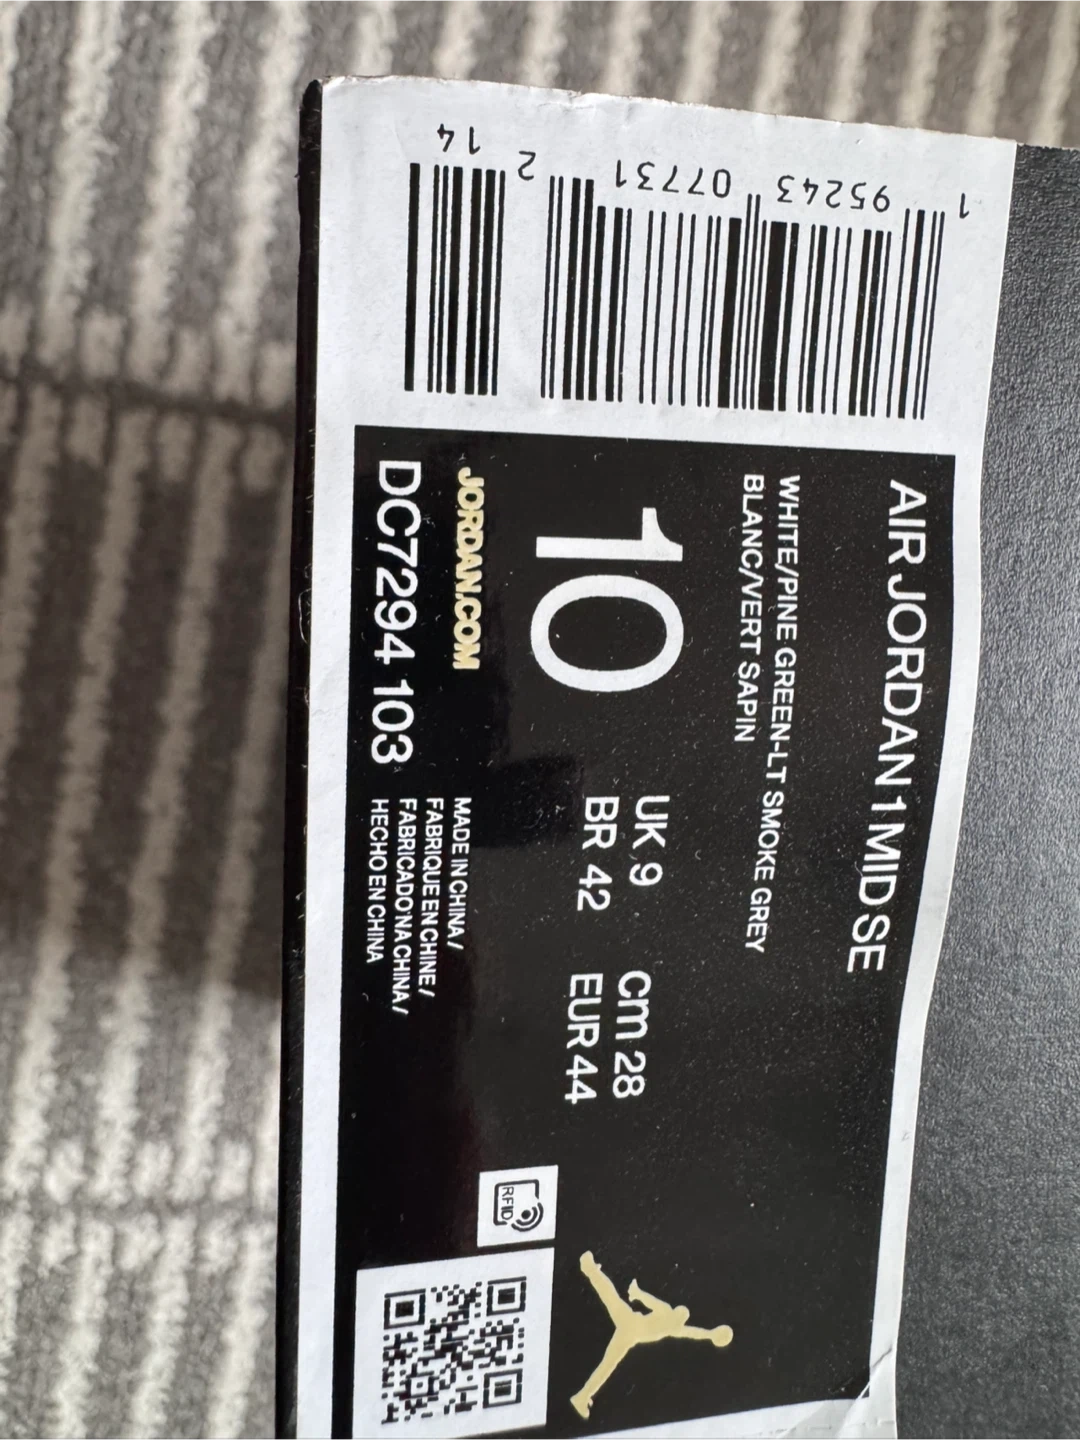 1 95243 07731 2 14
AIR JORDAN 1 MID SE
WHITE/PINE GREEN-LT SMOKE GREY
BLANC/VERT SAPIN
10
UK 9 cm 28
BR 42 EUR 44
JORDAN.COM
DC7294 103
MADE IN CHINA/
FABRIQUE EN CHINE/
FABRICADO NA CHINA/
HECHO EN CHINA
RFID